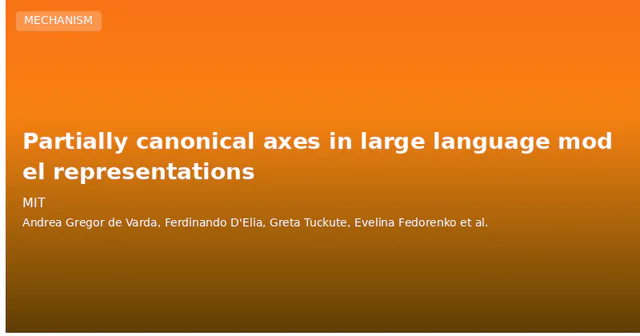 MECHANISM
Partially canonical axes in large language mod
el representations
MIT
Andrea Gregor de Varda, Ferdinando D'Elia, Greta Tuckute, Evelina Fedorenko et al.